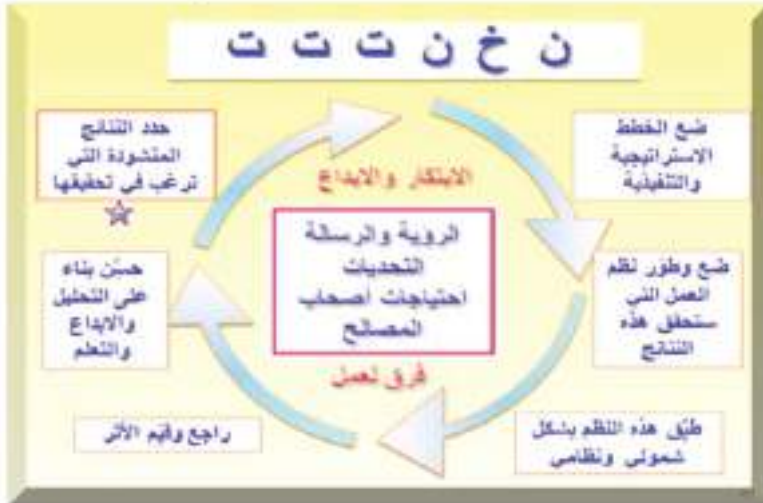 ن خ ن ت ت ت
حدد النتائج
المنشودة التي
ترغب في تحقيقها
ضع الخطط
الاستراتيجية
والتنفيذية
ضع وطور نظم
العمل التي
ستحقق هذه
النتائج
طبّق هذه النظم بشكل
شمولي ونظامي
راجع وقيّم الأثر
حسّن بناء
على التحليل
والابداع
والتعلم
الابتكار والابداع
الرؤية والرسالة
التحديات
احتياجات أصحاب
المصالح
فرق لعمل